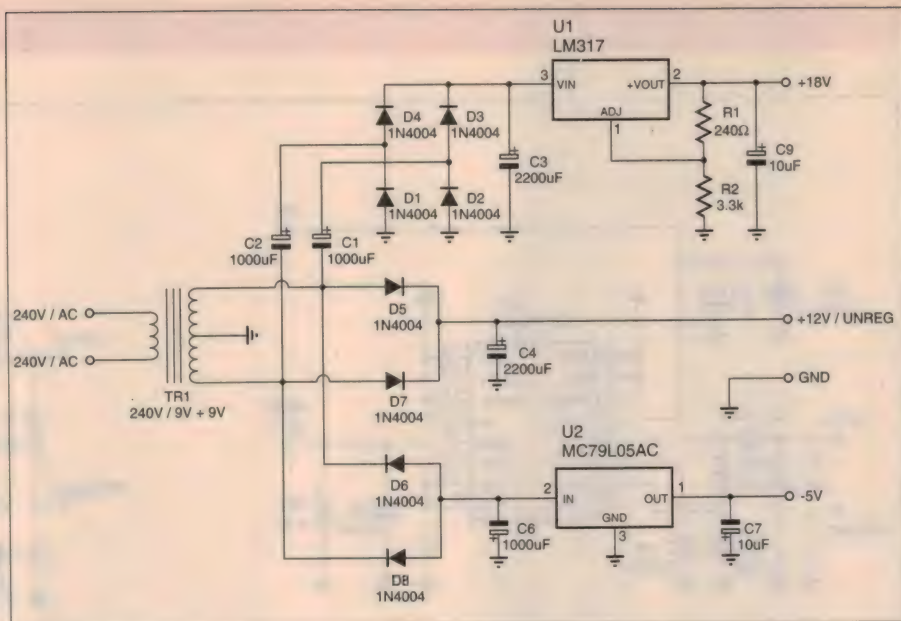 U1
LM317
3
VIN
+VOUT
2
+18V
ADJ
1
D4
1N4004
D3
1N4004
R1
240Ω
C9
10uF
C3
2200uF
R2
3.3k
D1
1N4004
D2
1N4004
C2
1000uF
C1
1000uF
D5
1N4004
240V / AC
+12V / UNREG
C4
2200uF
240V / AC
GND
D7
1N4004
TR1
240V / 9V + 9V
U2
MC79L05AC
D6
1N4004
2
IN
OUT
1
-5V
GND
3
C6
1000uF
C7
10uF
D8
1N4004